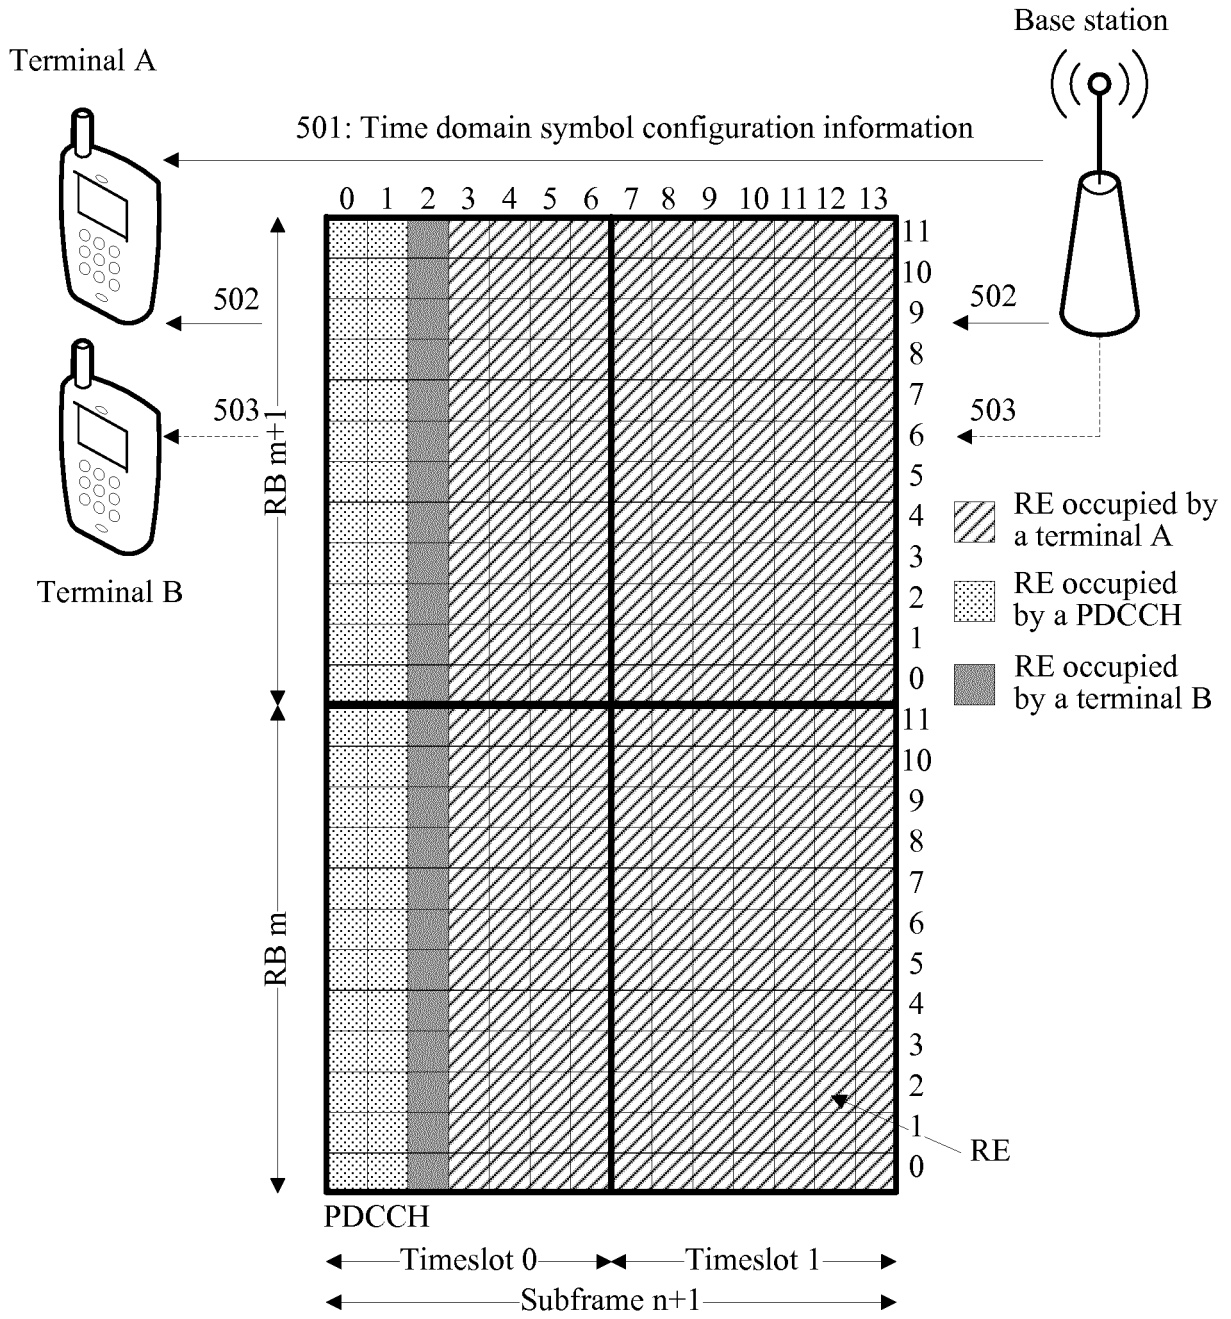 Base station
Terminal A
501: Time domain symbol configuration information
0 1 2 3 4 5 6 7 8 9 10 11 12 13
11
10
9
8
7
6
5
4
3
2
1
0
502
502
503
503
RB m+1
RE occupied by
a terminal A
RE occupied
by a PDCCH
RE occupied
by a terminal B
Terminal B
11
10
9
8
7
6
5
4
3
2
1
0
RB m
RE
PDCCH
Timeslot 0
Timeslot 1
Subframe n+1